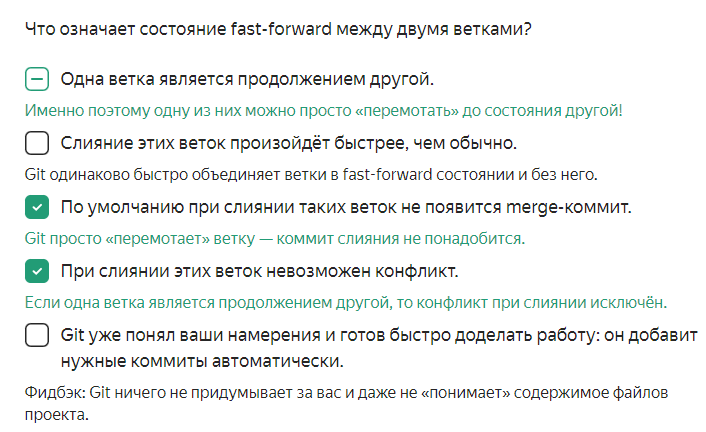 Что означает состояние fast-forward между двумя ветками?
Одна ветка является продолжением другой.
Именно поэтому одну из них можно просто «перемотать» до состояния другой!
Слияние этих веток произойдёт быстрее, чем обычно.
Git одинаково быстро объединяет ветки в fast-forward состоянии и без него.
По умолчанию при слиянии таких веток не появится merge-коммит.
Git просто «перемотает» ветку — коммит слияния не понадобится.
При слиянии этих веток невозможен конфликт.
Если одна ветка является продолжением другой, то конфликт при слиянии исключён.
Git уже понял ваши намерения и готов быстро доделать работу: он добавит
нужные коммиты автоматически.
Фидбэк: Git ничего не придумывает за вас и даже не «понимает» содержимое файлов
проекта.